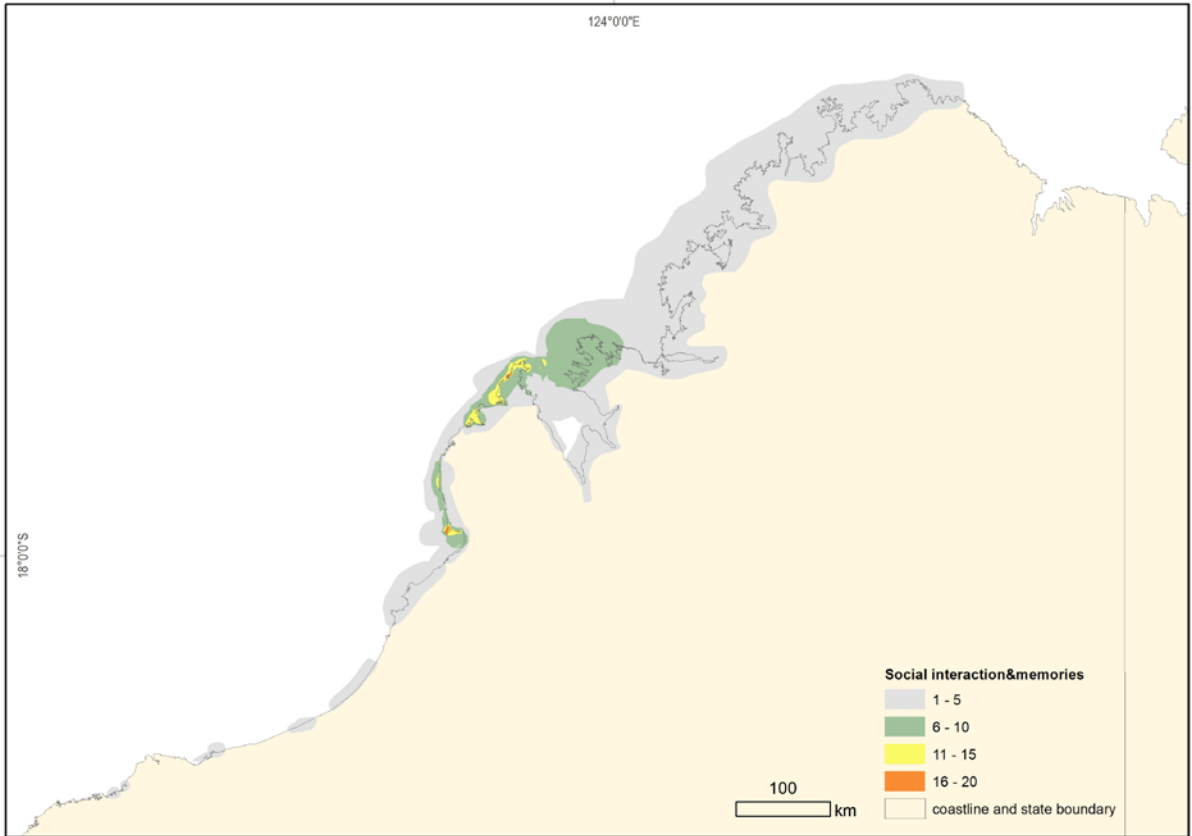 124°0'0"E
18°0'0"S
Social interaction&memories
1 - 5
6 - 10
11 - 15
16 - 20
coastline and state boundary
100
km